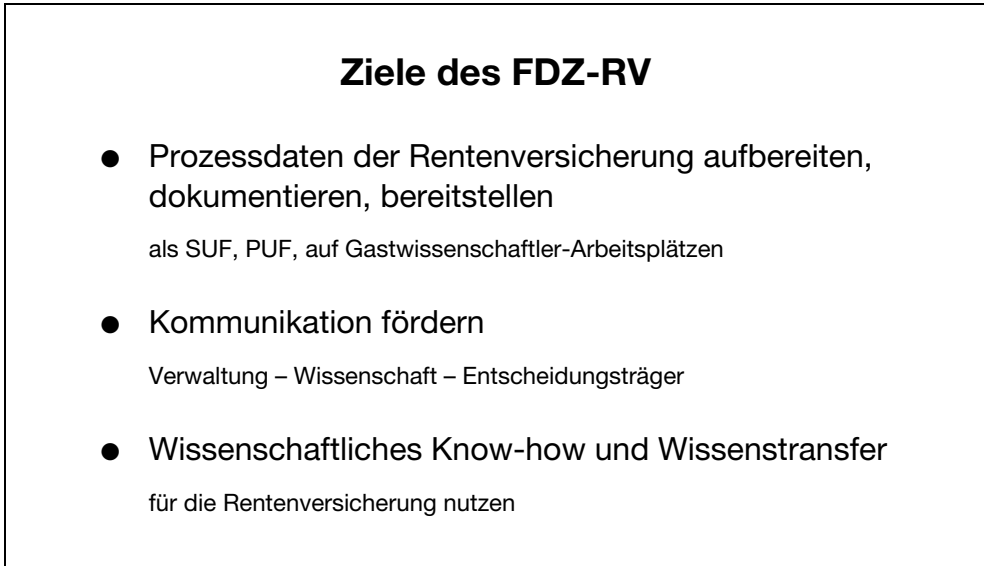 Ziele des FDZ-RV
● Prozessdaten der Rentenversicherung aufbereiten,
dokumentieren, bereitstellen
als SUF, PUF, auf Gastwissenschaftler-Arbeitsplätzen
● Kommunikation fördern
Verwaltung – Wissenschaft – Entscheidungsträger
● Wissenschaftliches Know-how und Wissenstransfer
für die Rentenversicherung nutzen